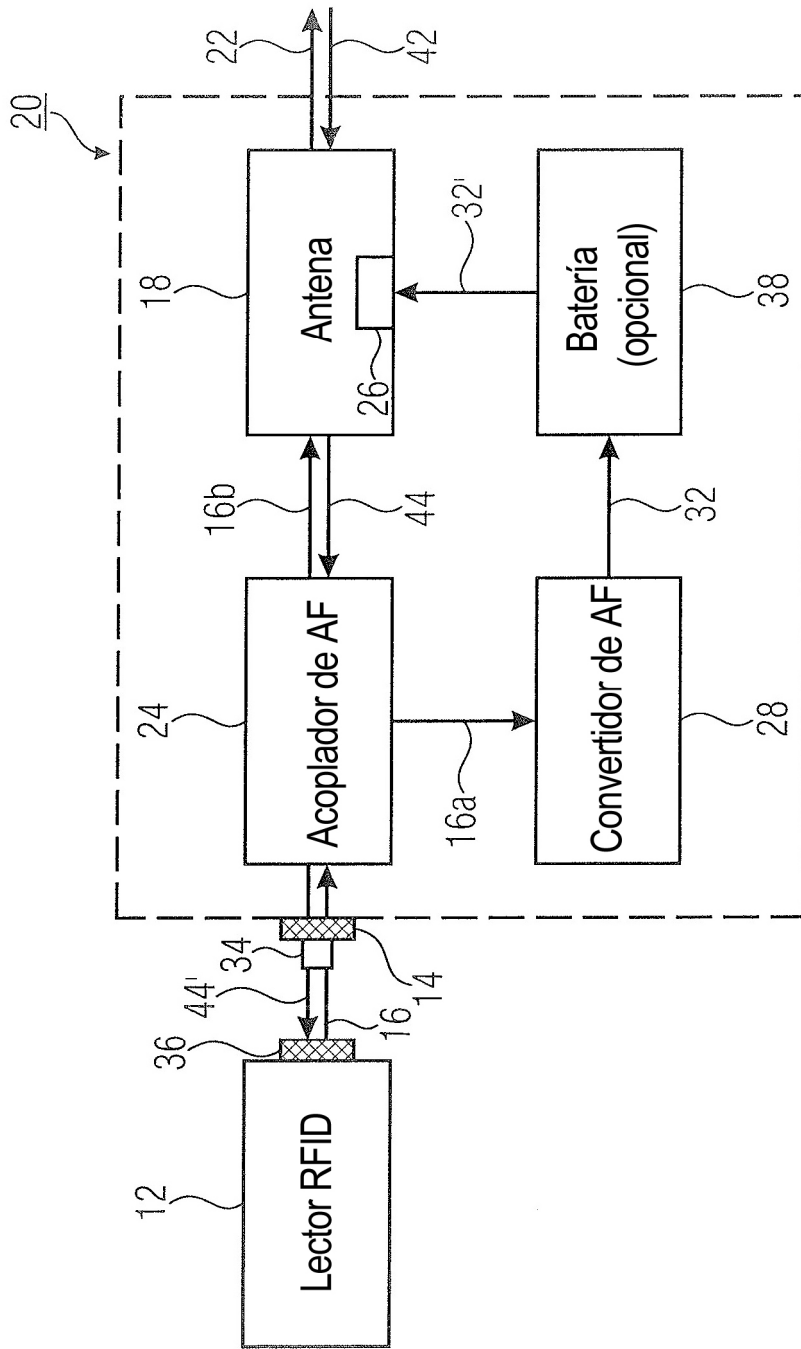 20
22
42
18
Antena
26
32'
Batería
(opcional)
38
16b
44
32
24
Acoplador de AF
16a
Convertidor de AF
28
34
14
44'
16
36
12
Lector RFID